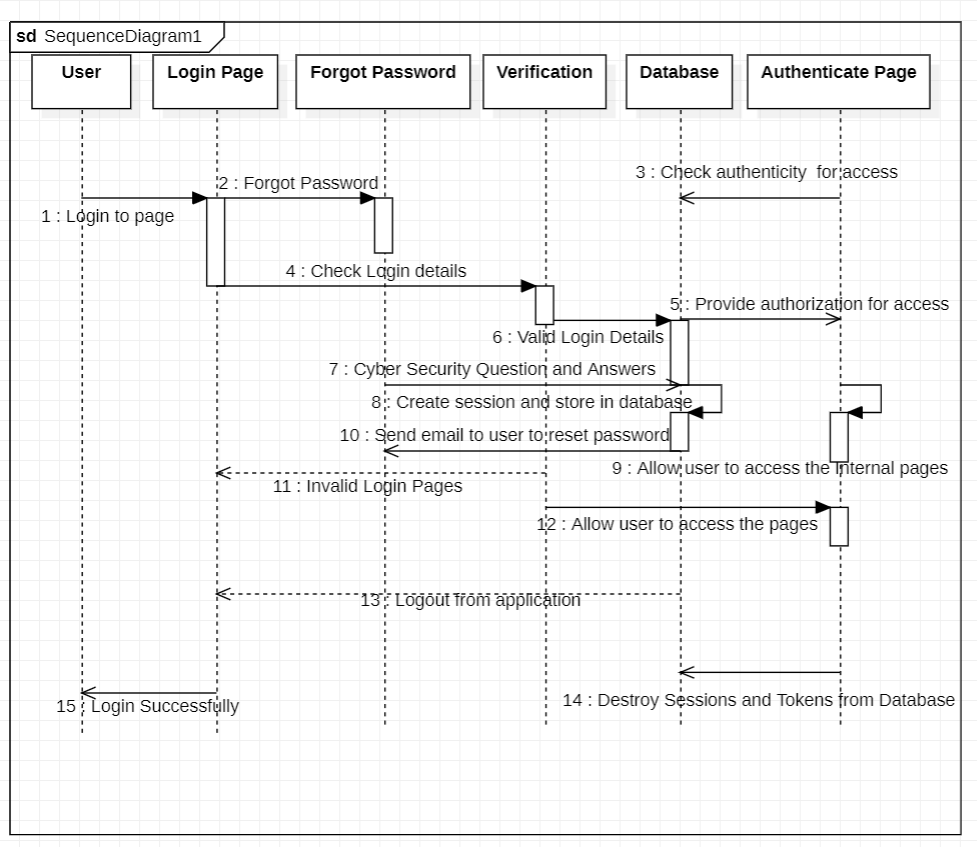 sd SequenceDiagram1
User
Login Page
Forgot Password
Verification
Database
Authenticate Page
3 : Check authenticity for access
2 : Forgot Password
1 : Login to page
4 : Check Login details
5 : Provide authorization for access
6 : Valid Login Details
7 : Cyber Security Question and Answers
8 : Create session and store in database
10 : Send email to user to reset password
9 : Allow user to access the Internal pages
11 : Invalid Login Pages
12 : Allow user to access the pages
13 : Logout from application
14 : Destroy Sessions and Tokens from Database
15 : Login Successfully